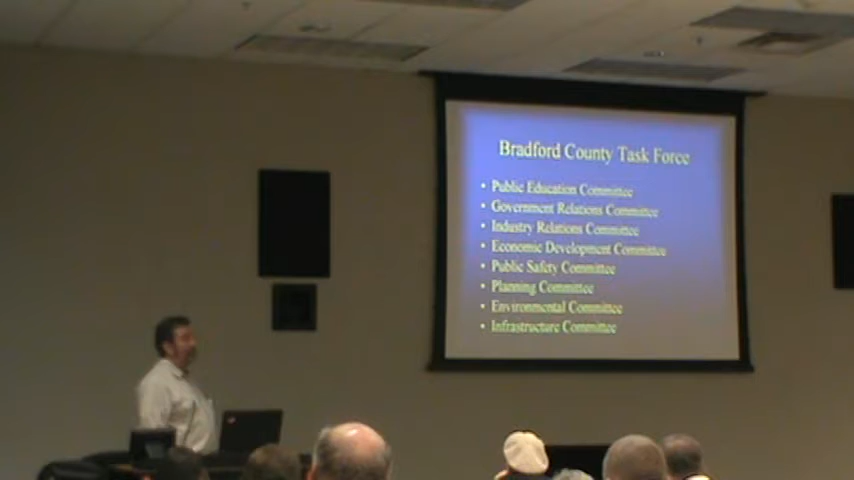 Bradford County Task Force
• Public Education Committee
• Government Relations Committee
• Industry Relations Committee
• Economic Development Committee
• Public Safety Committee
• Planning Committee
• Environmental Committee
• Infrastructure Committee